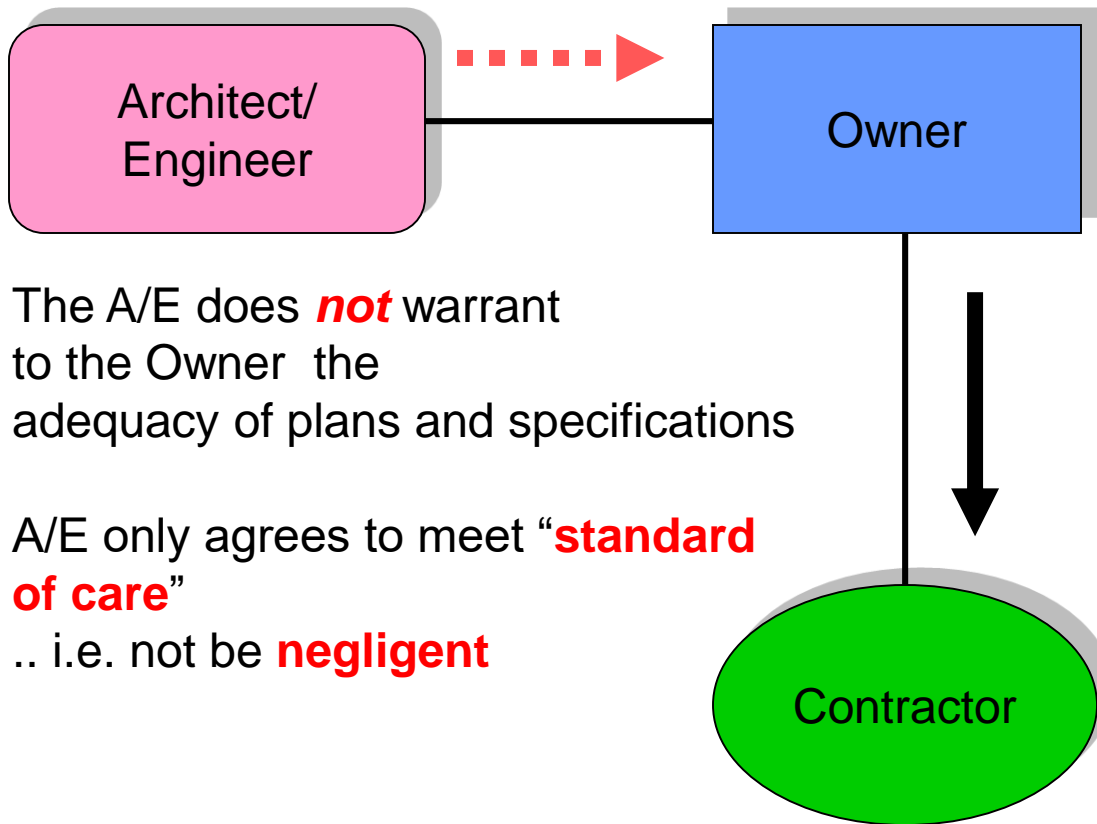 Architect/
Engineer
Owner
The A/E does not warrant
to the Owner  the
adequacy of plans and specifications
A/E only agrees to meet “standard
of care”
.. i.e. not be negligent
Contractor